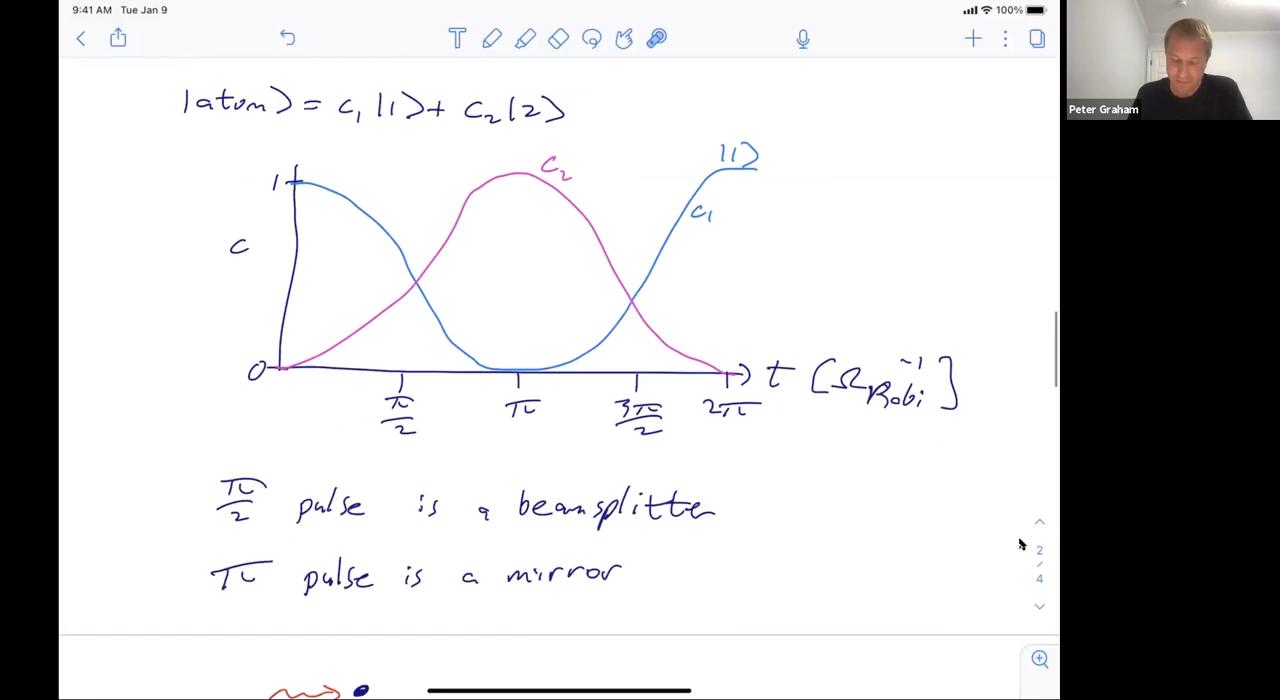 9:41 AM Tue Jan 9
100%
Peter Graham
|atom⟩ = c₁|1⟩ + c₂|2⟩
|1⟩
c₂
1
c₁
c
0
t [Ω_Rabi⁻¹]
π/2 π 3π/2 2π
π/2 pulse is a beamsplitter
π pulse is a mirror
2
/
4